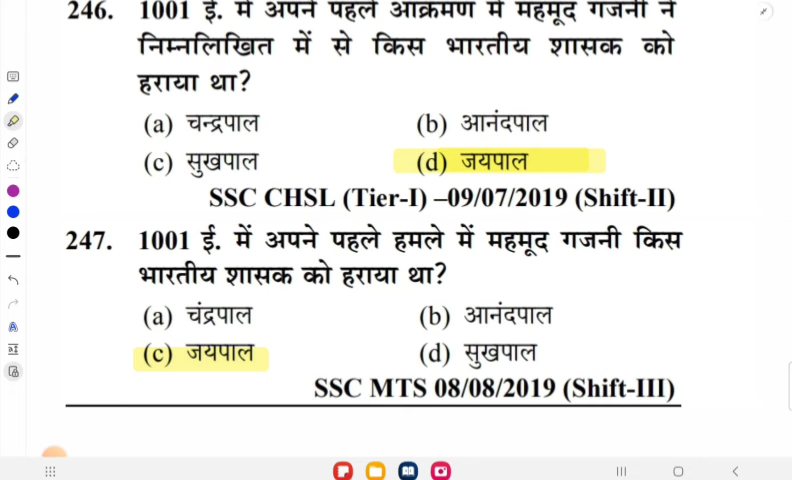 246. 1001 ई. में अपने पहले आक्रमण में महमूद गजनी ने
निम्नलिखित में से किस भारतीय शासक को
हराया था?
(a) चन्द्रपाल (b) आनंदपाल
(c) सुखपाल (d) जयपाल
SSC CHSL (Tier-I) –09/07/2019 (Shift-II)
247. 1001 ई. में अपने पहले हमले में महमूद गजनी किस
भारतीय शासक को हराया था?
(a) चंद्रपाल (b) आनंदपाल
(c) जयपाल (d) सुखपाल
SSC MTS 08/08/2019 (Shift-III)